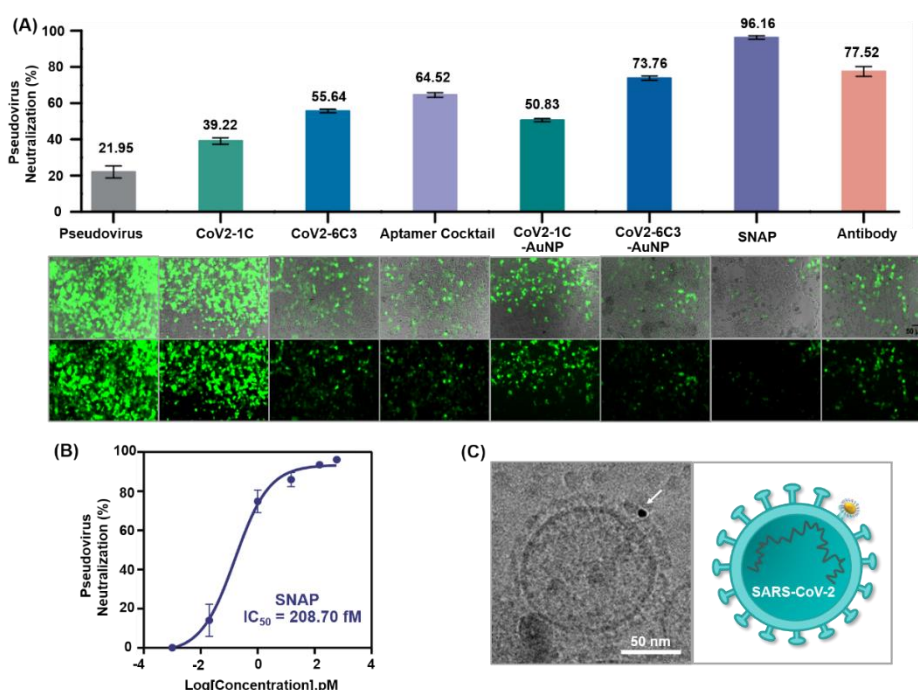 (A)
Pseudovirus
Neutralization (%)
100
80
60
40
20
0
21.95
39.22
55.64
64.52
50.83
73.76
96.16
77.52
Pseudovirus
CoV2-1C
CoV2-6C3
Aptamer Cocktail
CoV2-1C
-AuNP
CoV2-6C3
-AuNP
SNAP
Antibody
(B)
Pseudovirus
Neutralization (%)
100
80
60
40
20
0
SNAP
IC50 = 208.70 fM
-4
-2
0
2
4
Log[Concentration].pM
(C)
50 nm
SARS-CoV-2